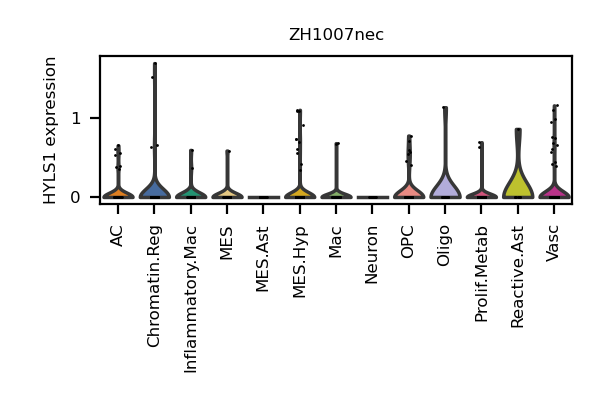 ZH1007nec
HYLS1 expression
1
0
AC
Chromatin.Reg
Inflammatory.Mac
MES
MES.Ast
MES.Hyp
Mac
Neuron
OPC
Oligo
Prolif.Metab
Reactive.Ast
Vasc